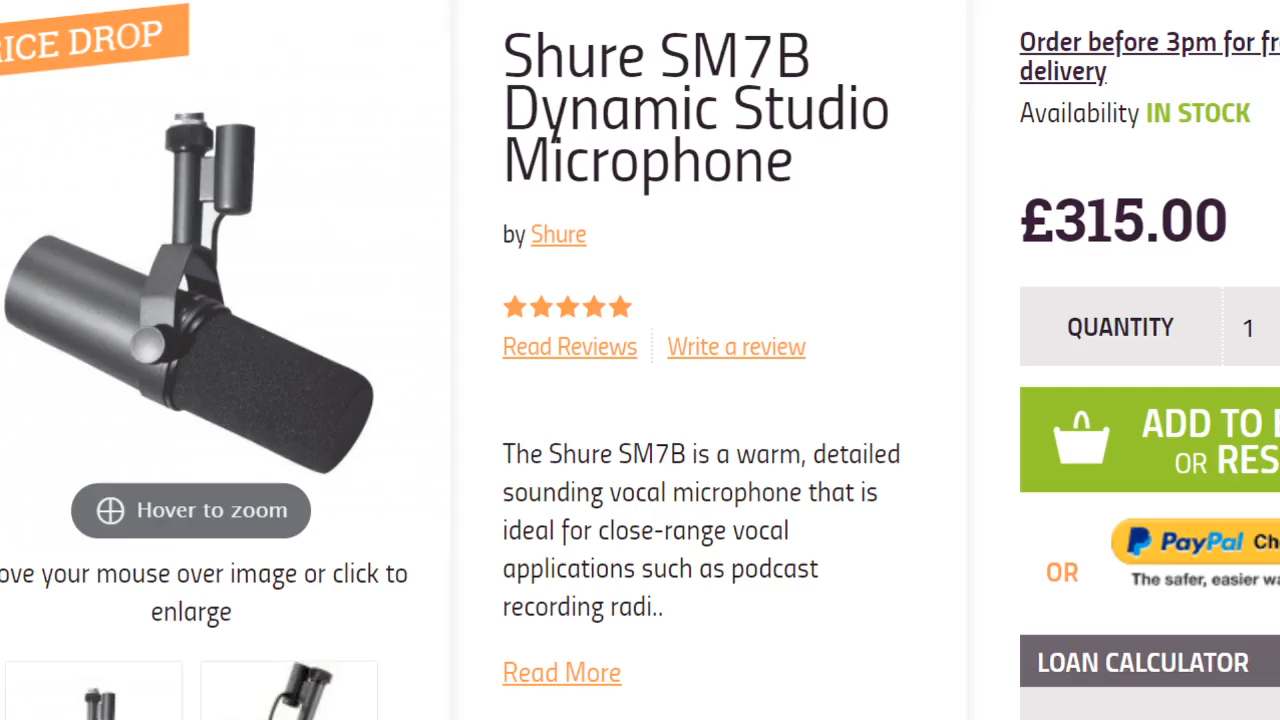 RICE DROP
Hover to zoom
ove your mouse over image or click to
enlarge
Shure SM7B
Dynamic Studio
Microphone
by Shure
Read Reviews
Write a review
The Shure SM7B is a warm, detailed
sounding vocal microphone that is
ideal for close-range vocal
applications such as podcast
recording radi..
Read More
Order before 3pm for fr
delivery
Availability IN STOCK
£315.00
QUANTITY 1
ADD TO
OR RES
OR
PayPal Ch
The safer, easier wa
LOAN CALCULATOR